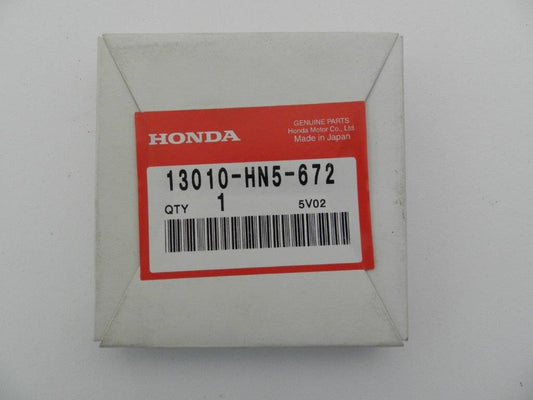 HONDA
GENUINE PARTS
Honda Motor Co., Ltd.
Made in Japan
13010-HN5-672
QTY 1 5V02